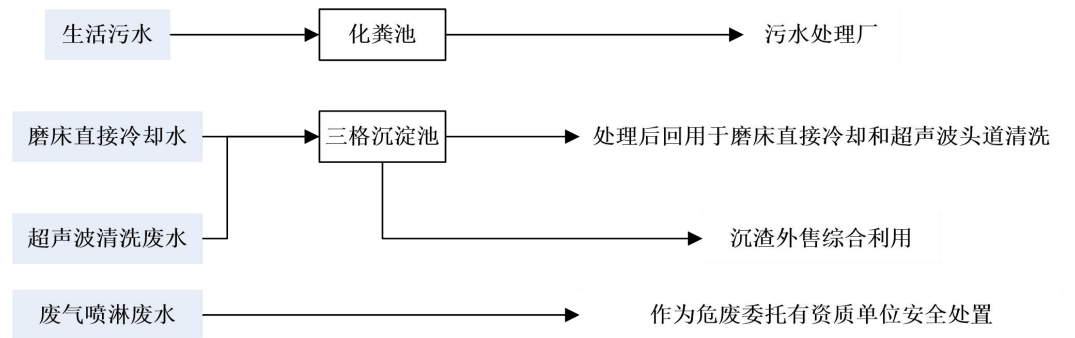 生活污水
化粪池
污水处理厂
磨床直接冷却水
三格沉淀池
处理后回用于磨床直接冷却和超声波头道清洗
超声波清洗废水
沉渣外售综合利用
废气喷淋废水
作为危废委托有资质单位安全处置